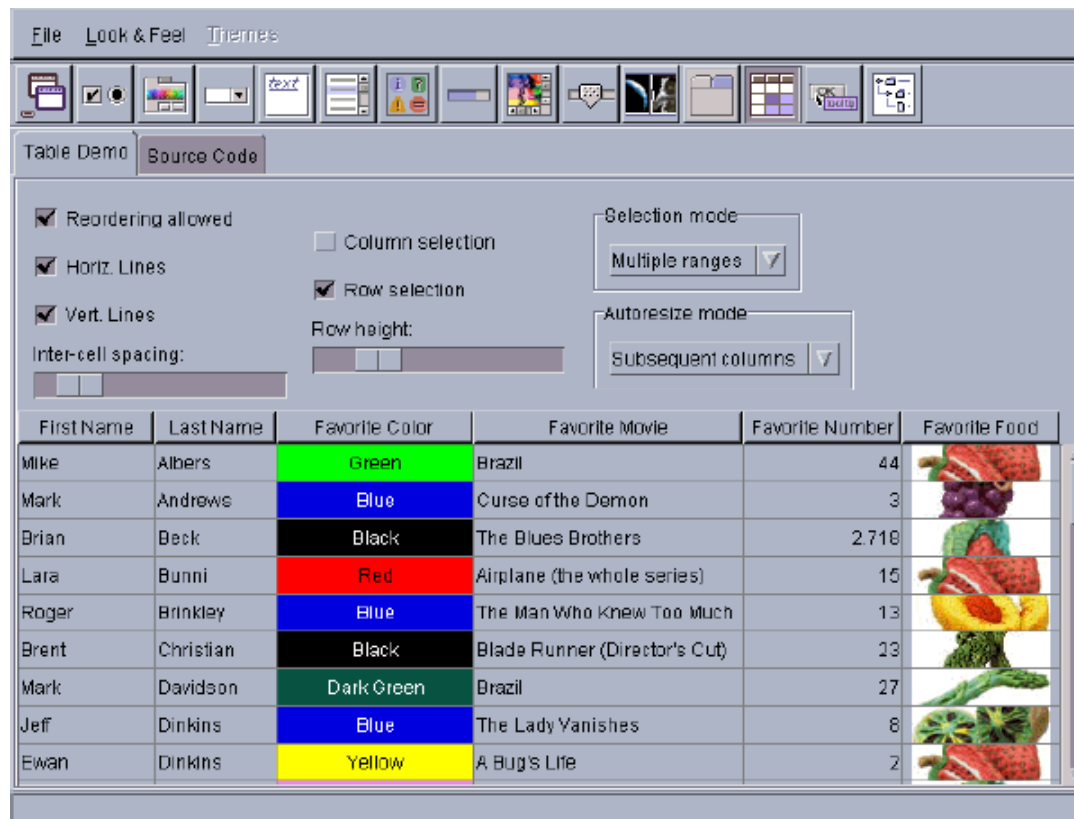 File Look & Feel Themes
text
OK
tooltip
Table Demo Source Code
Reordering allowed
Horiz. Lines
Vert. Lines
Inter-cell spacing:
Column selection
Row selection
Row height:
Selection mode
Multiple ranges
Autoresize mode
Subsequent columns
First Name Last Name Favorite Color Favorite Movie Favorite Number Favorite Food
Mike Albers Green Brazil 44
Mark Andrews Blue Curse of the Demon 3
Brian Beck Black The Blues Brothers 2.718
Lara Bunni Red Airplane (the whole series) 15
Roger Brinkley Blue The Man Who Knew Too Much 13
Brent Christian Black Blade Runner (Director's Cut) 23
Mark Davidson Dark Green Brazil 27
Jeff Dinkins Blue The Lady Vanishes 8
Ewan Dinkins Yellow A Bug's Life 2